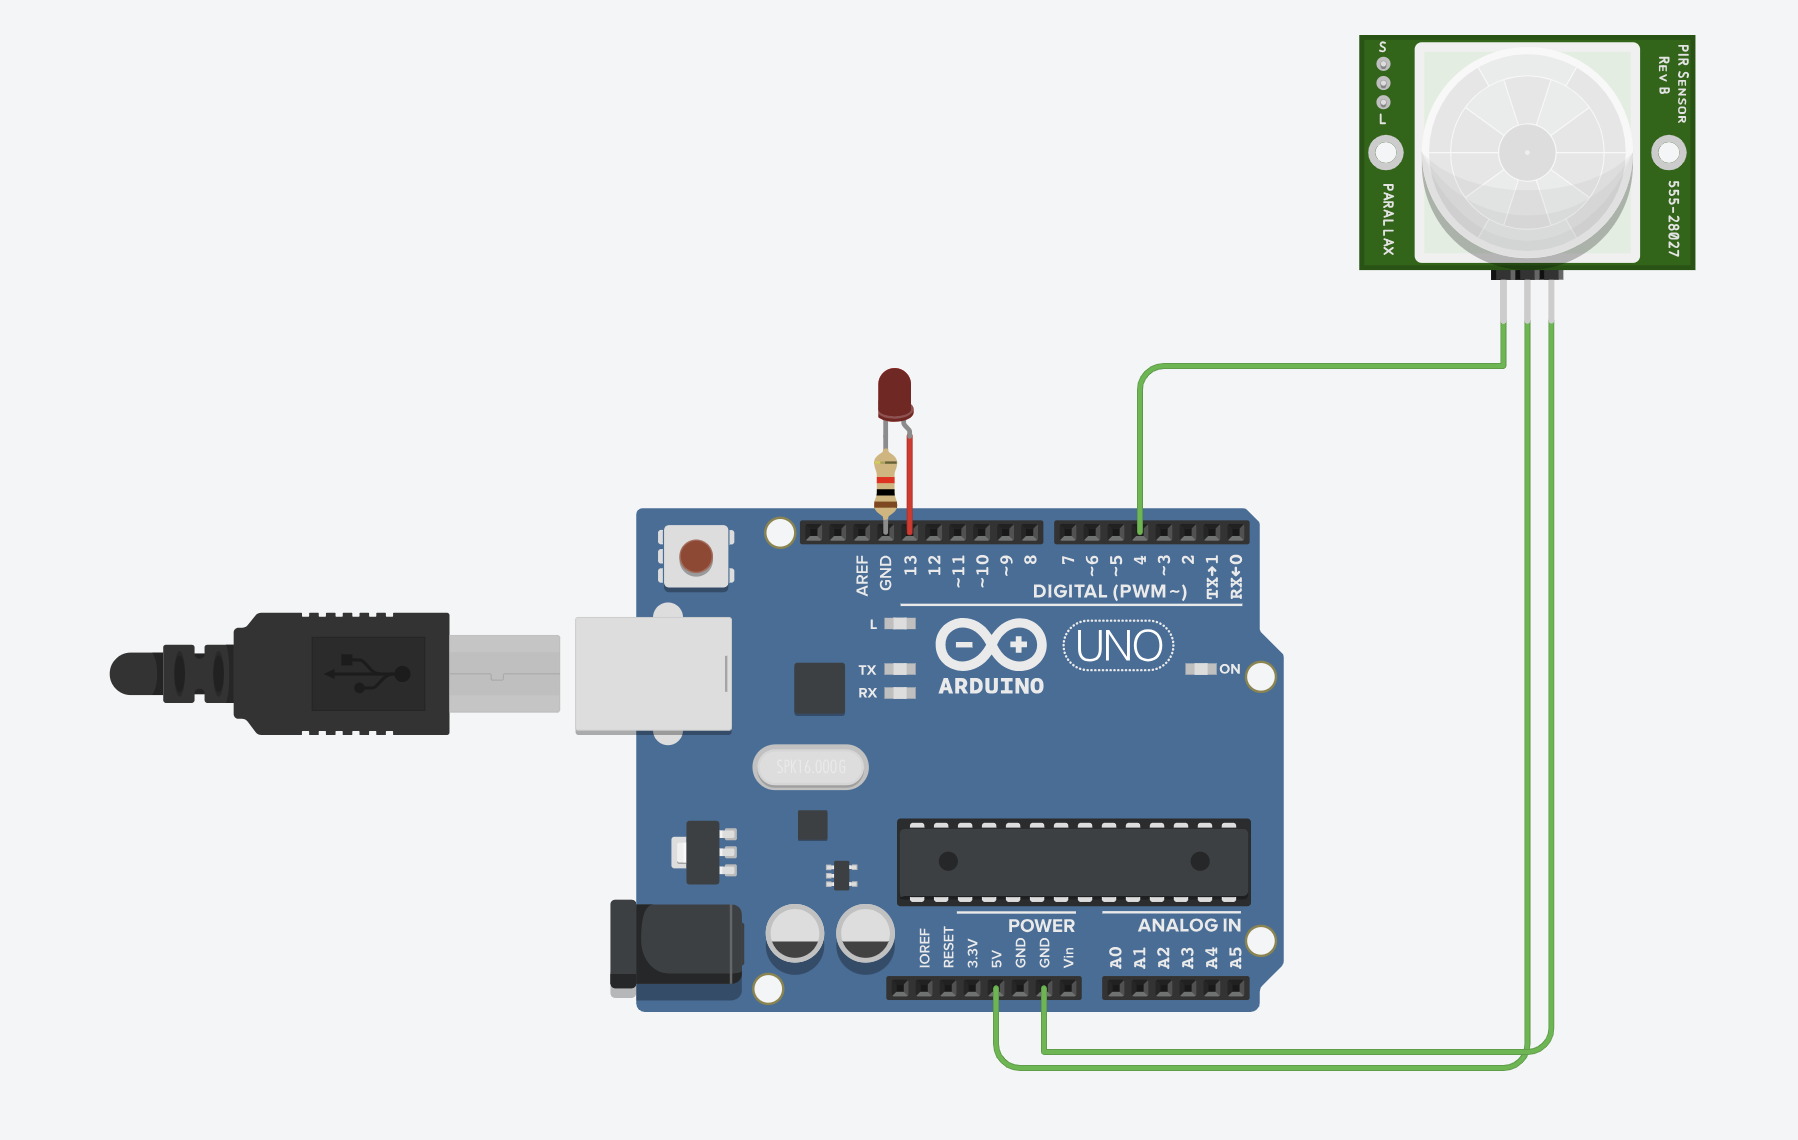 S
L
PARALLAX
PIR SENSOR
REV B
555-28027
AREF
GND
13
12
~11
~10
~9
8
7
~6
~5
4
~3
2
TX→1
RX←0
DIGITAL (PWM~)
L
TX
RX
UNO
ARDUINO
ON
SPK16.000G
POWER
ANALOG IN
IOREF
RESET
3.3V
5V
GND
GND
Vin
A0
A1
A2
A3
A4
A5